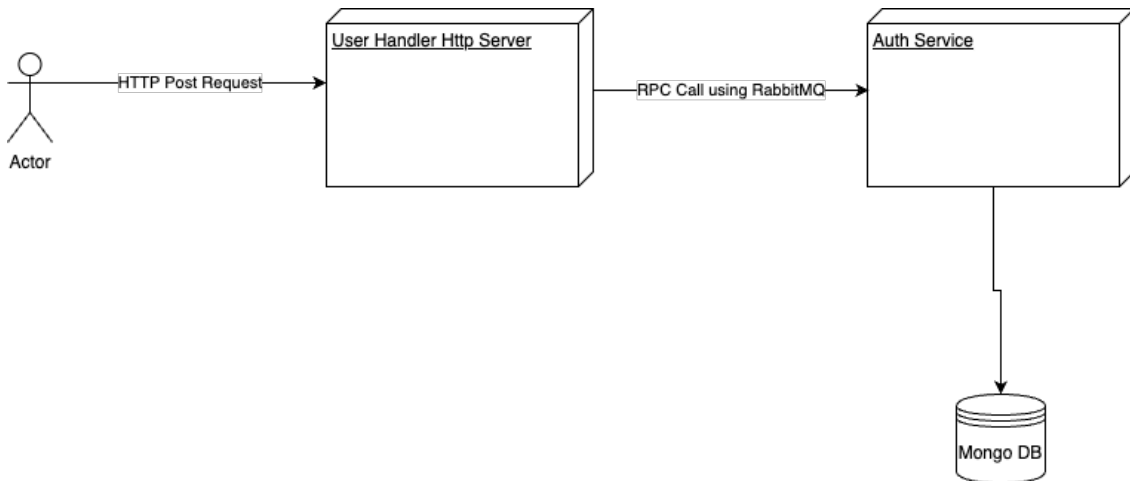 User Handler Http Server
Auth Service
HTTP Post Request
RPC Call using RabbitMQ
Actor
Mongo DB